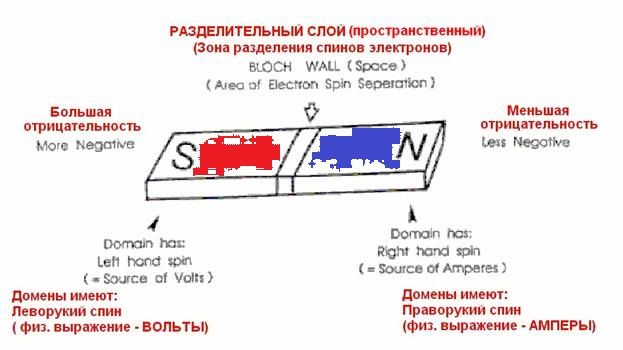 РАЗДЕЛИТЕЛЬНЫЙ СЛОЙ (пространственный)
(Зона разделения спинов электронов)
BLOCH WALL (Space)
(Area of Electron Spin Seperation)
Большая
отрицательность
More Negative
Меньшая
отрицательность
Less Negative
S
N
Domain has:
Left hand spin
(= Source of Volts)
Domain has:
Right hand spin
(= Source of Amperes)
Домены имеют:
Леворукий спин
( физ. выражение - ВОЛЬТЫ)
Домены имеют:
Праворукий спин
(физ. выражение - АМПЕРЫ)